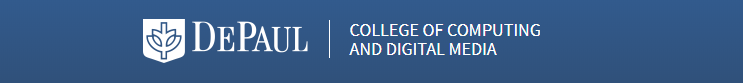 DEPAUL
COLLEGE OF COMPUTING
AND DIGITAL MEDIA